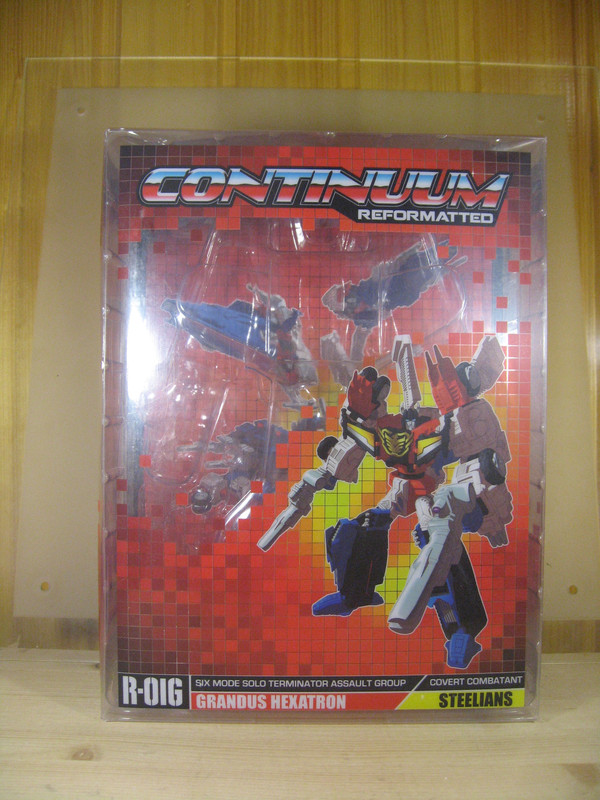 CONTINUUM
REFORMATTED
R-01G
SIX MODE SOLO TERMINATOR ASSAULT GROUP
COVERT COMBATANT
GRANDUS HEXATRON
STEELIANS